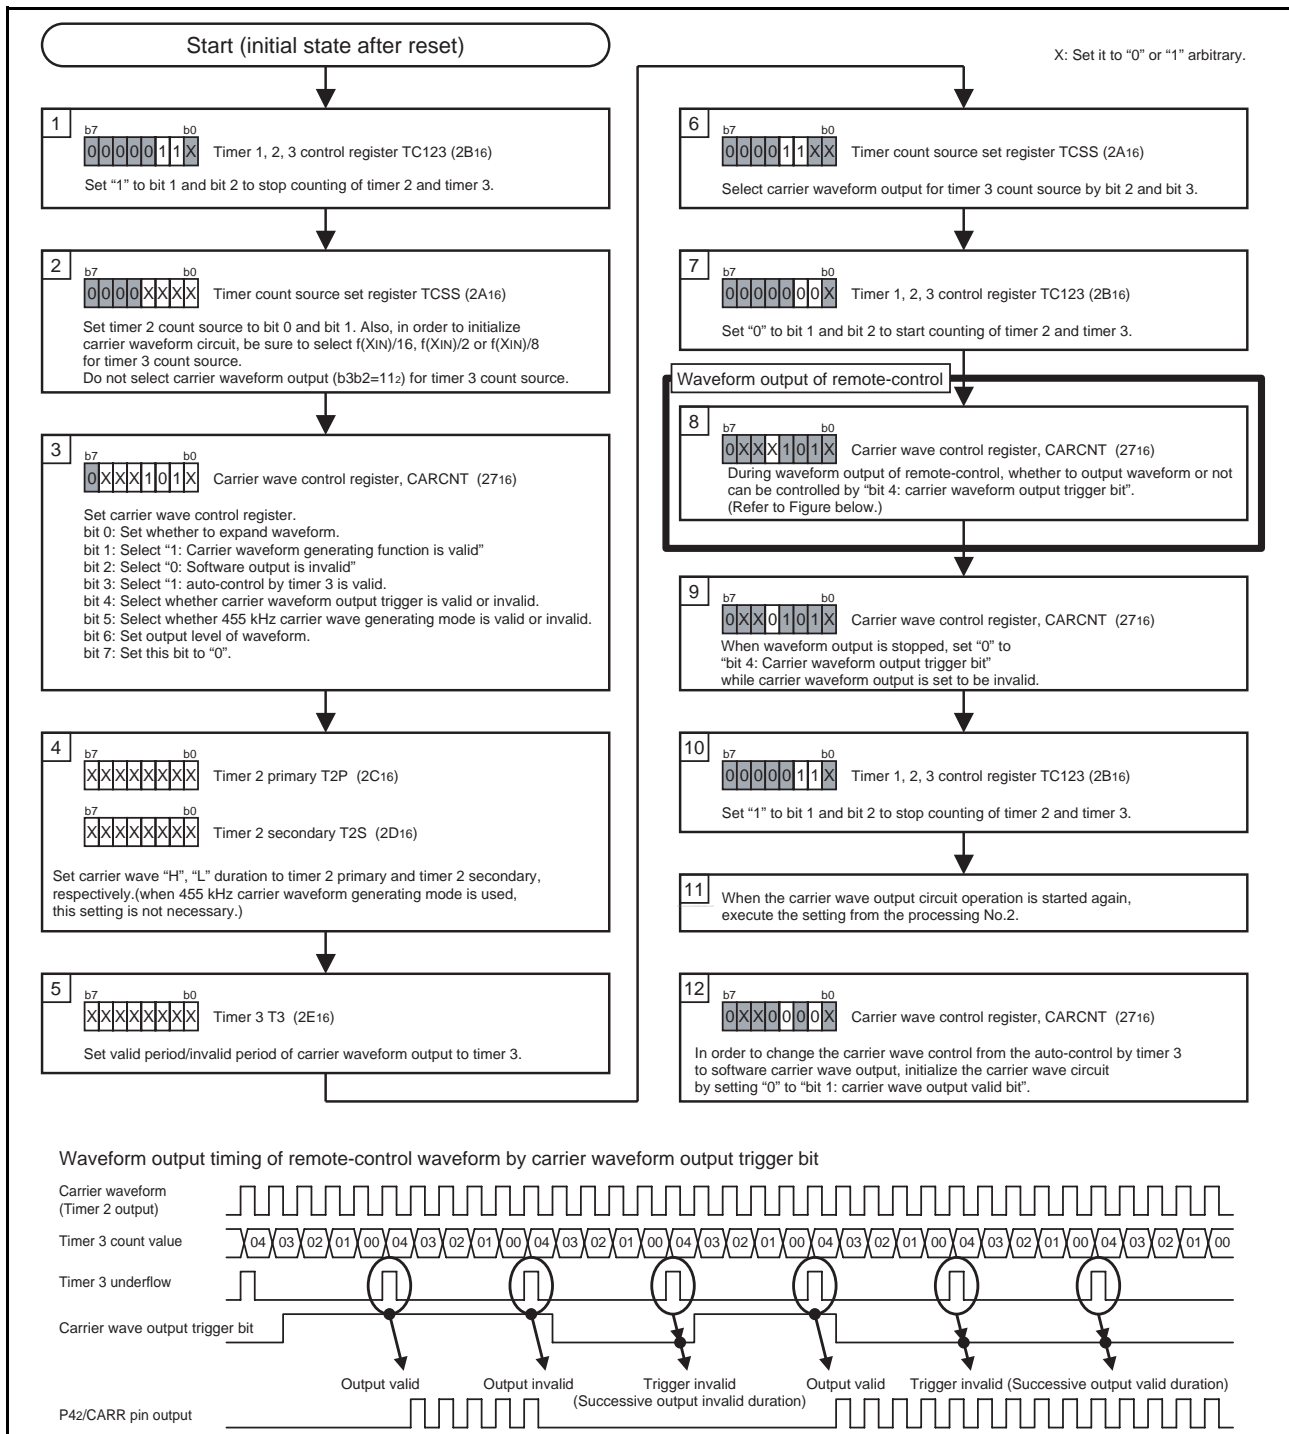 Start (initial state after reset)
X: Set it to “0” or “1” arbitrary.
1
b7 b0
0 0 0 0 0 1 1 X Timer 1, 2, 3 control register TC123 (2B16)
Set “1” to bit 1 and bit 2 to stop counting of timer 2 and timer 3.
2
b7 b0
0 0 0 0 X X X X Timer count source set register TCSS (2A16)
Set timer 2 count source to bit 0 and bit 1. Also, in order to initialize
carrier waveform circuit, be sure to select f(XIN)/16, f(XIN)/2 or f(XIN)/8
for timer 3 count source.
Do not select carrier waveform output (b3b2=112) for timer 3 count source.
3
b7 b0
0 X X X 1 0 1 X Carrier wave control register, CARCNT (2716)
Set carrier wave control register.
bit 0: Set whether to expand waveform.
bit 1: Select “1: Carrier waveform generating function is valid”
bit 2: Select “0: Software output is invalid”
bit 3: Select “1: auto-control by timer 3 is valid.
bit 4: Select whether carrier waveform output trigger is valid or invalid.
bit 5: Select whether 455 kHz carrier wave generating mode is valid or invalid.
bit 6: Set output level of waveform.
bit 7: Set this bit to “0”.
4
b7 b0
X X X X X X X X Timer 2 primary T2P (2C16)
b7 b0
X X X X X X X X Timer 2 secondary T2S (2D16)
Set carrier wave “H”, “L” duration to timer 2 primary and timer 2 secondary,
respectively.(when 455 kHz carrier waveform generating mode is used,
this setting is not necessary.)
5
b7 b0
X X X X X X X X Timer 3 T3 (2E16)
Set valid period/invalid period of carrier waveform output to timer 3.
6
b7 b0
0 0 0 0 1 1 X X Timer count source set register TCSS (2A16)
Select carrier waveform output for timer 3 count source by bit 2 and bit 3.
7
b7 b0
0 0 0 0 0 0 0 X Timer 1, 2, 3 control register TC123 (2B16)
Set “0” to bit 1 and bit 2 to start counting of timer 2 and timer 3.
Waveform output of remote-control
8
b7 b0
0 X X X 1 0 1 X Carrier wave control register, CARCNT (2716)
During waveform output of remote-control, whether to output waveform or not
can be controlled by “bit 4: carrier waveform output trigger bit”.
(Refer to Figure below.)
9
b7 b0
0 X X 0 1 0 1 X Carrier wave control register, CARCNT (2716)
When waveform output is stopped, set “0” to
“bit 4: Carrier waveform output trigger bit”
while carrier waveform output is set to be invalid.
10
b7 b0
0 0 0 0 0 1 1 X Timer 1, 2, 3 control register TC123 (2B16)
Set “1” to bit 1 and bit 2 to stop counting of timer 2 and timer 3.
11
When the carrier wave output circuit operation is started again,
execute the setting from the processing No.2.
12
b7 b0
0 X X 0 0 0 0 X Carrier wave control register, CARCNT (2716)
In order to change the carrier wave control from the auto-control by timer 3
to software carrier wave output, initialize the carrier wave circuit
by setting “0” to “bit 1: carrier wave output valid bit”.
Waveform output timing of remote-control waveform by carrier waveform output trigger bit
Carrier waveform
(Timer 2 output)
Timer 3 count value 04 03 02 01 00 04 03 02 01 00 04 03 02 01 00 04 03 02 01 00 04 03 02 01 00 04 03 02 01 00 04 03 02 01 00
Timer 3 underflow
Carrier wave output trigger bit
Output valid Output invalid Trigger invalid Output valid Trigger invalid (Successive output valid duration)
(Successive output invalid duration)
P42/CARR pin output